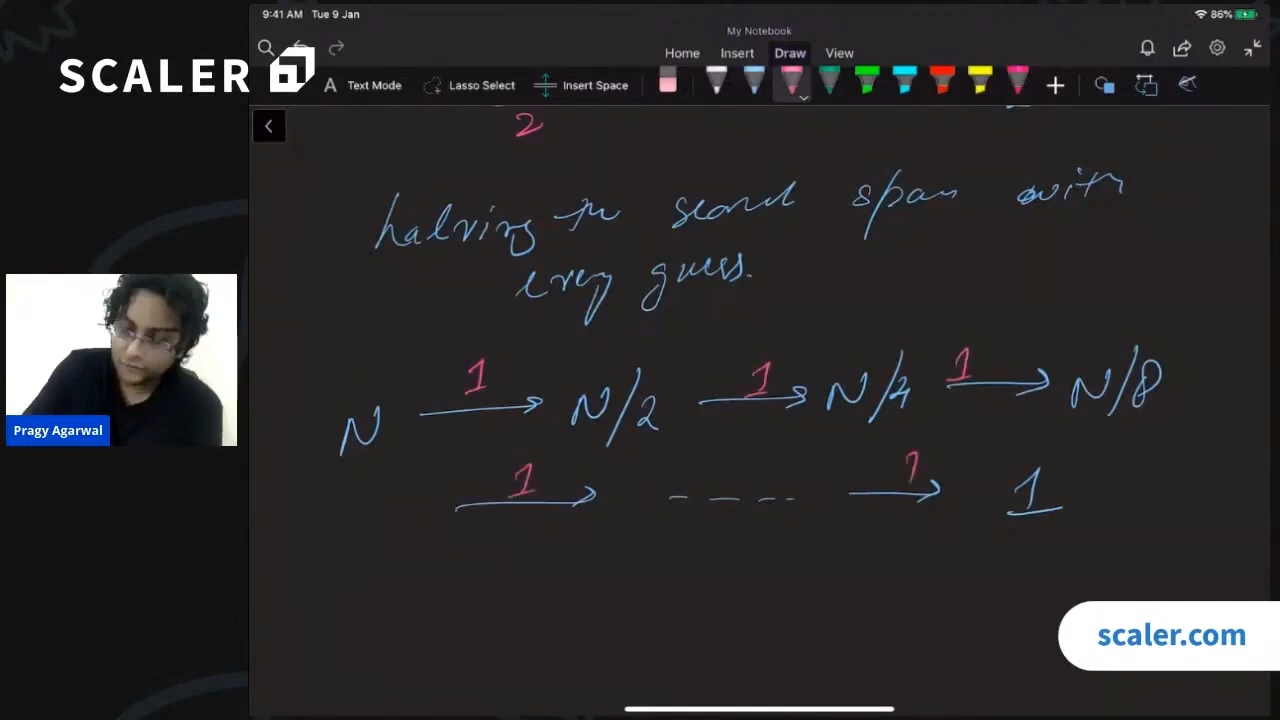 9:41 AM Tue 9 Jan
86%
My Notebook
SCALER
Home Insert Draw View
A Text Mode Lasso Select Insert Space
2
halving the search space with
every guess.
N 1 → N/2 1 → N/4 1 → N/8
1 → - - - - 1 → 1
Pragy Agarwal
scaler.com